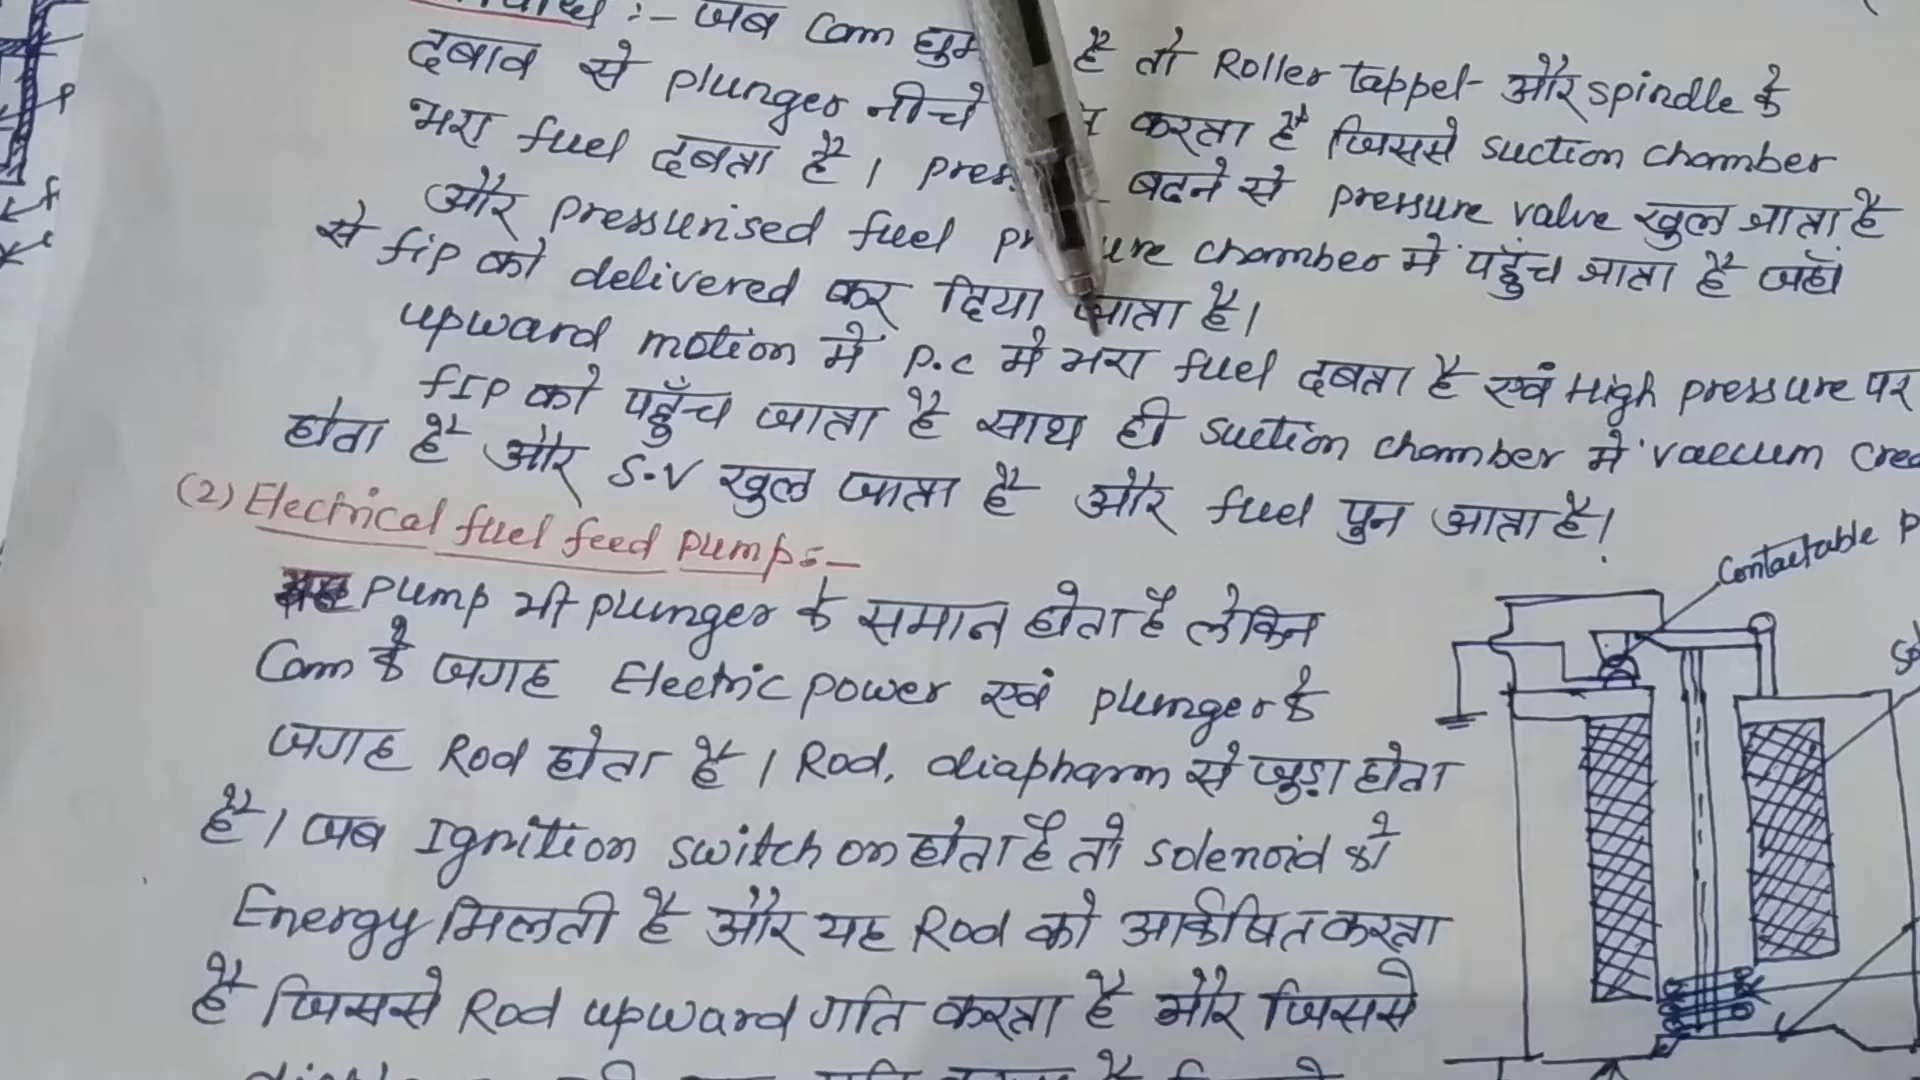 :- जब Cam है तो Roller tappet और spindle के
दबाव से plunger नीचे करता है जिससे suction chamber
भरा fuel दबता है। बढने से pressure valve खुल जाता है
और pressurised fuel chamber में पहुँच जाता है जहाँ
से fip को delivered कर दिया जाता है।
upward motion में P.C में भरा fuel दबता है एवं High pressure पर
fIp को पहुँच जाता है साथ ही suction chamber में vaccum
होता है और S.V खुल जाता है और fuel पुन आता है।
(2) Electrical fuel feed pump:-
यह pump भी plunger के समान होता है लेकिन
Cam के जगह Electric power एवं plunger के
जगह Rod होता है। Rod, diapharm से जुड़ा होता
है। जब Ignition switch on होता है तो solenoid को
Energy मिलती है और यह Rod को आर्कषित करता
है जिससे Rod upward गति करता है और जिससे
Contactable